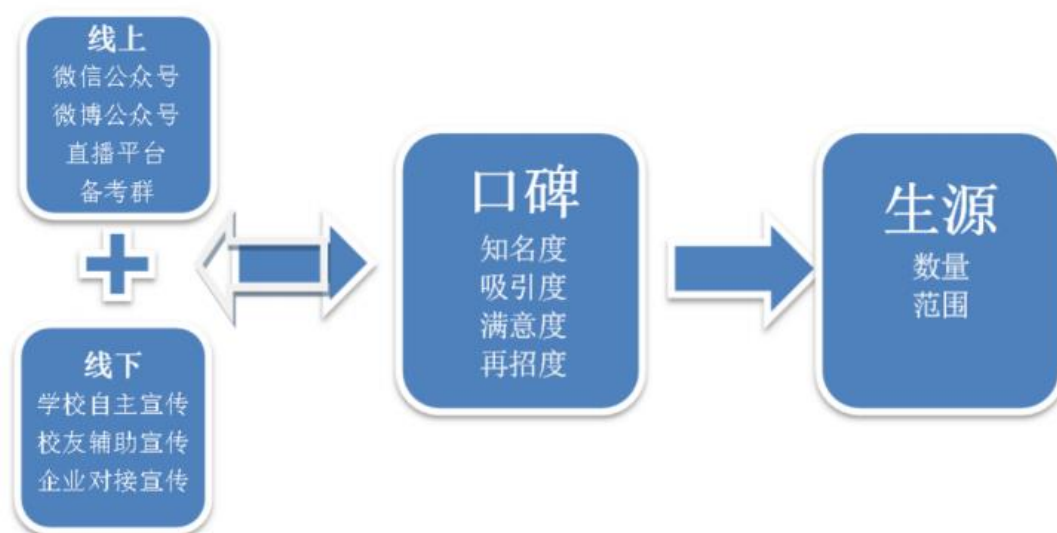 线上
微信公众号
微博公众号
直播平台
备考群
线下
学校自主宣传
校友辅助宣传
企业对接宣传
口碑
知名度
吸引度
满意度
再招度
生源
数量
范围